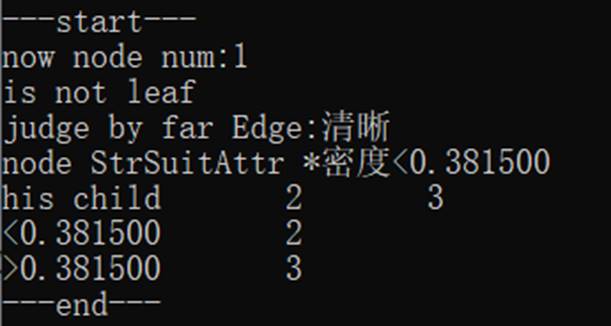 ---start---
now node num:1
is not leaf
judge by far Edge:清晰
node StrSuitAttr *密度<0.381500
his child 2 3
<0.381500 2
>0.381500 3
---end---